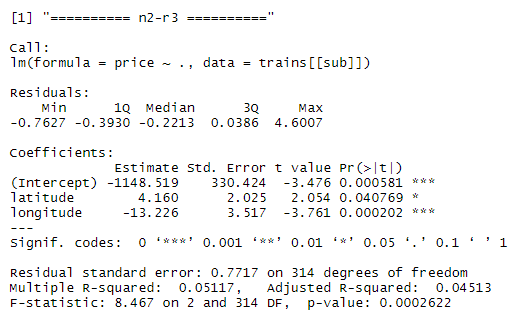 [1] "========== n2-r3 =========="
Call:
lm(formula = price ~ ., data = trains[[sub]])
Residuals:
    Min      1Q  Median      3Q     Max
-0.7627 -0.3930 -0.2213  0.0386  4.6007
Coefficients:
             Estimate Std. Error t value Pr(>|t|)
(Intercept) -1148.519    330.424  -3.476 0.000581 ***
latitude        4.160      2.025   2.054 0.040769 *
longitude     -13.226      3.517  -3.761 0.000202 ***
---
Signif. codes:  0 ‘***’ 0.001 ‘**’ 0.01 ‘*’ 0.05 ‘.’ 0.1 ‘ ’ 1
Residual standard error: 0.7717 on 314 degrees of freedom
Multiple R-squared:  0.05117,   Adjusted R-squared:  0.04513
F-statistic: 8.467 on 2 and 314 DF,  p-value: 0.0002622